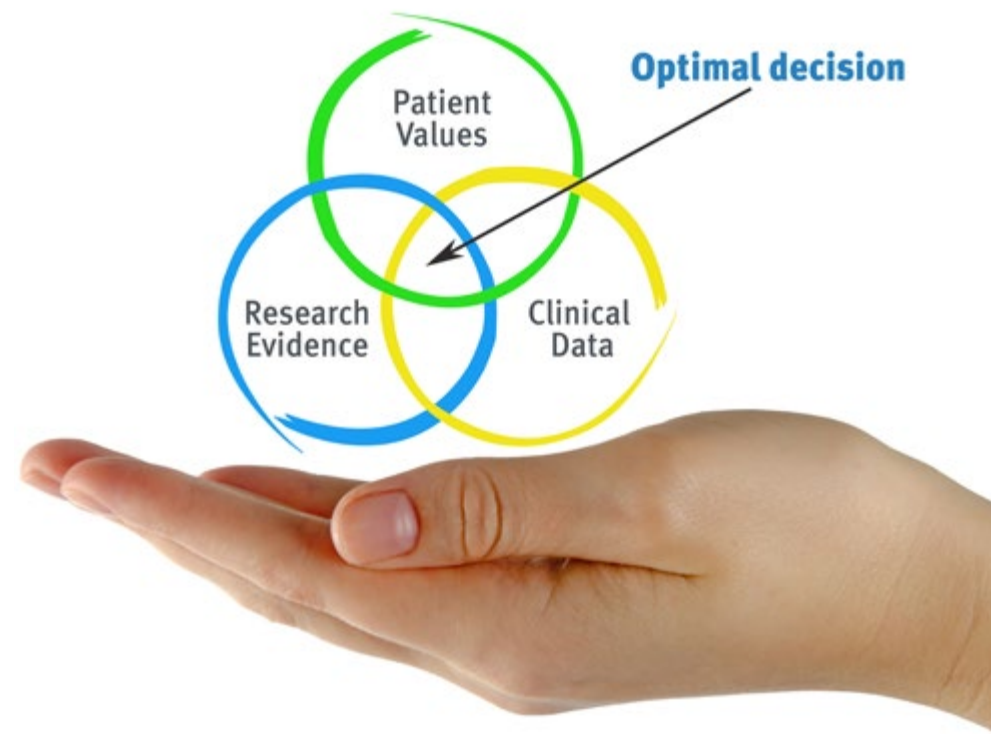 Optimal decision
Patient
Values
Research
Evidence
Clinical
Data